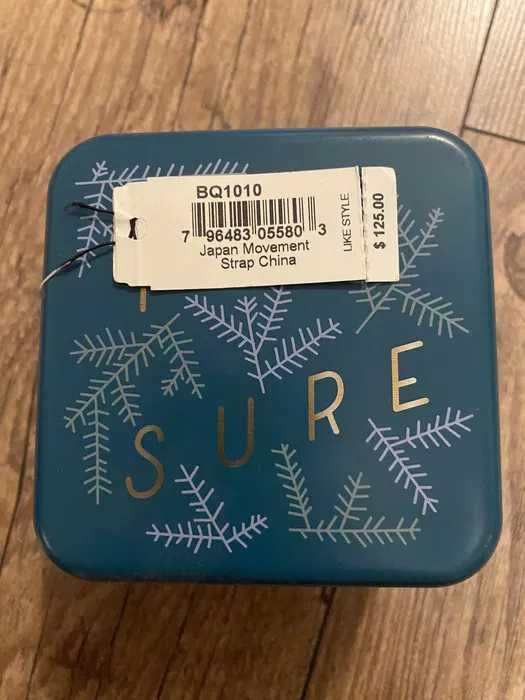 BQ1010
7 96483 05580 3
Japan Movement
Strap China
LIKE STYLE
$ 125.00
SURE